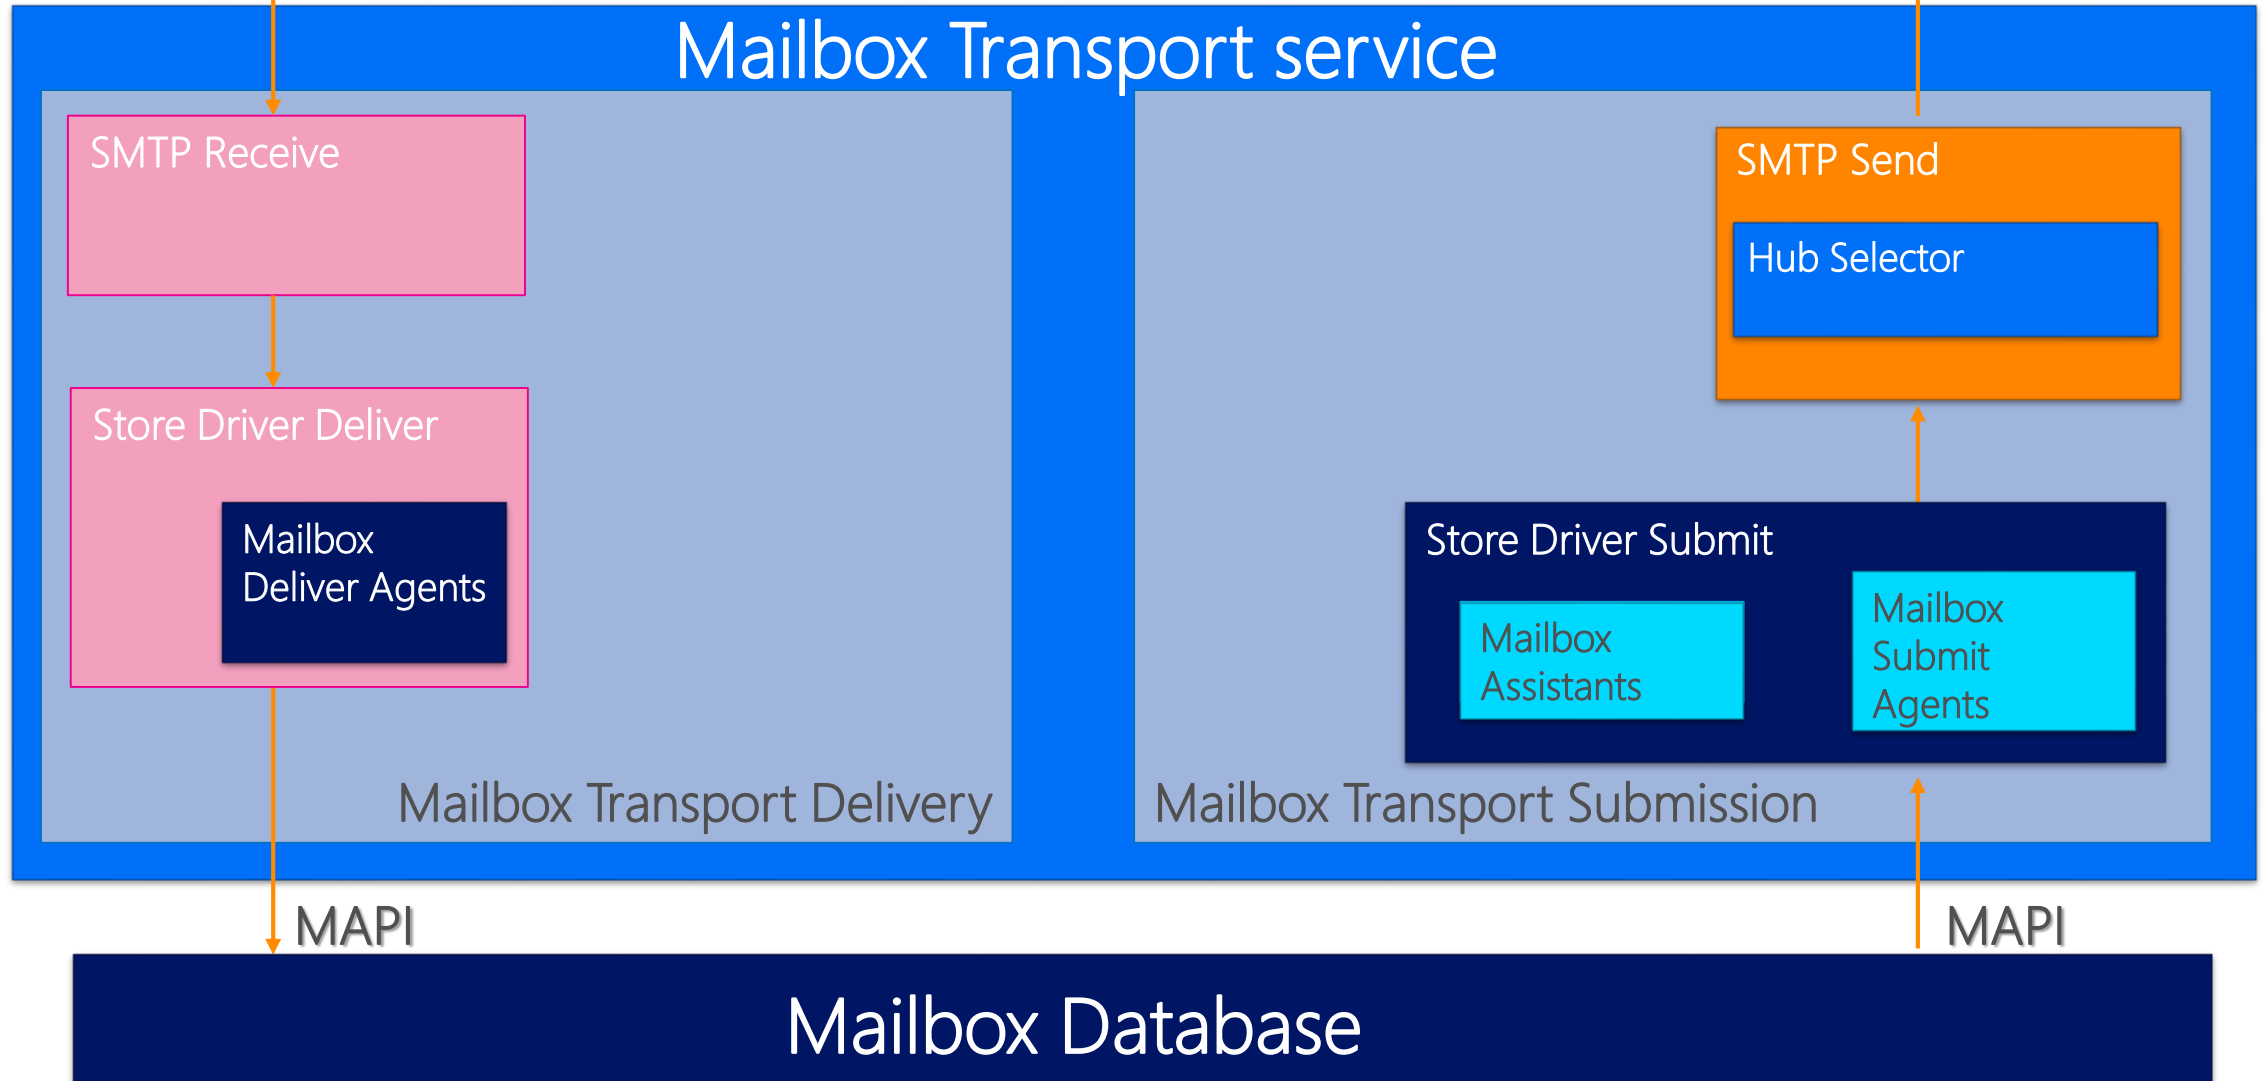 Mailbox Transport service
SMTP Receive
Store Driver Deliver
Mailbox
Deliver Agents
Mailbox Transport Delivery
SMTP Send
Hub Selector
Store Driver Submit
Mailbox
Assistants
Mailbox
Submit
Agents
Mailbox Transport Submission
MAPI
MAPI
Mailbox Database